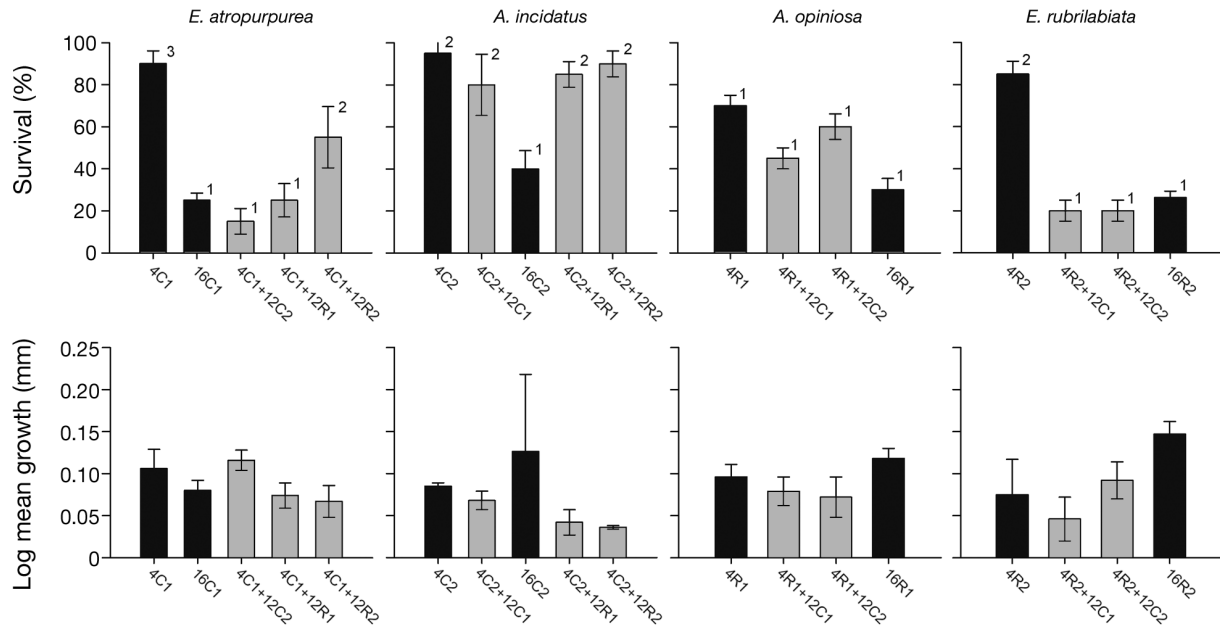 E. atropurpurea A. incidatus A. opiniosa E. rubrilabiata
Survival (%)
100
80
60
40
20
0
3 1 1 1 2
2 2 1 2 2
1 1 1 1
2 1 1 1
4C1 16C1 4C1+12C2 4C1+12R1 4C1+12R2
4C2 4C2+12C1 16C2 4C2+12R1 4C2+12R2
4R1 4R1+12C1 4R1+12C2 16R1
4R2 4R2+12C1 4R2+12C2 16R2
Log mean growth (mm)
0.25
0.20
0.15
0.10
0.05
0
4C1 16C1 4C1+12C2 4C1+12R1 4C1+12R2
4C2 4C2+12C1 16C2 4C2+12R1 4C2+12R2
4R1 4R1+12C1 4R1+12C2 16R1
4R2 4R2+12C1 4R2+12C2 16R2